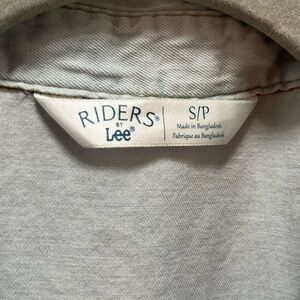 RIDERS®
BY
Lee®
S/P
Made in Bangladesh
Fabriqué au Bangladesh